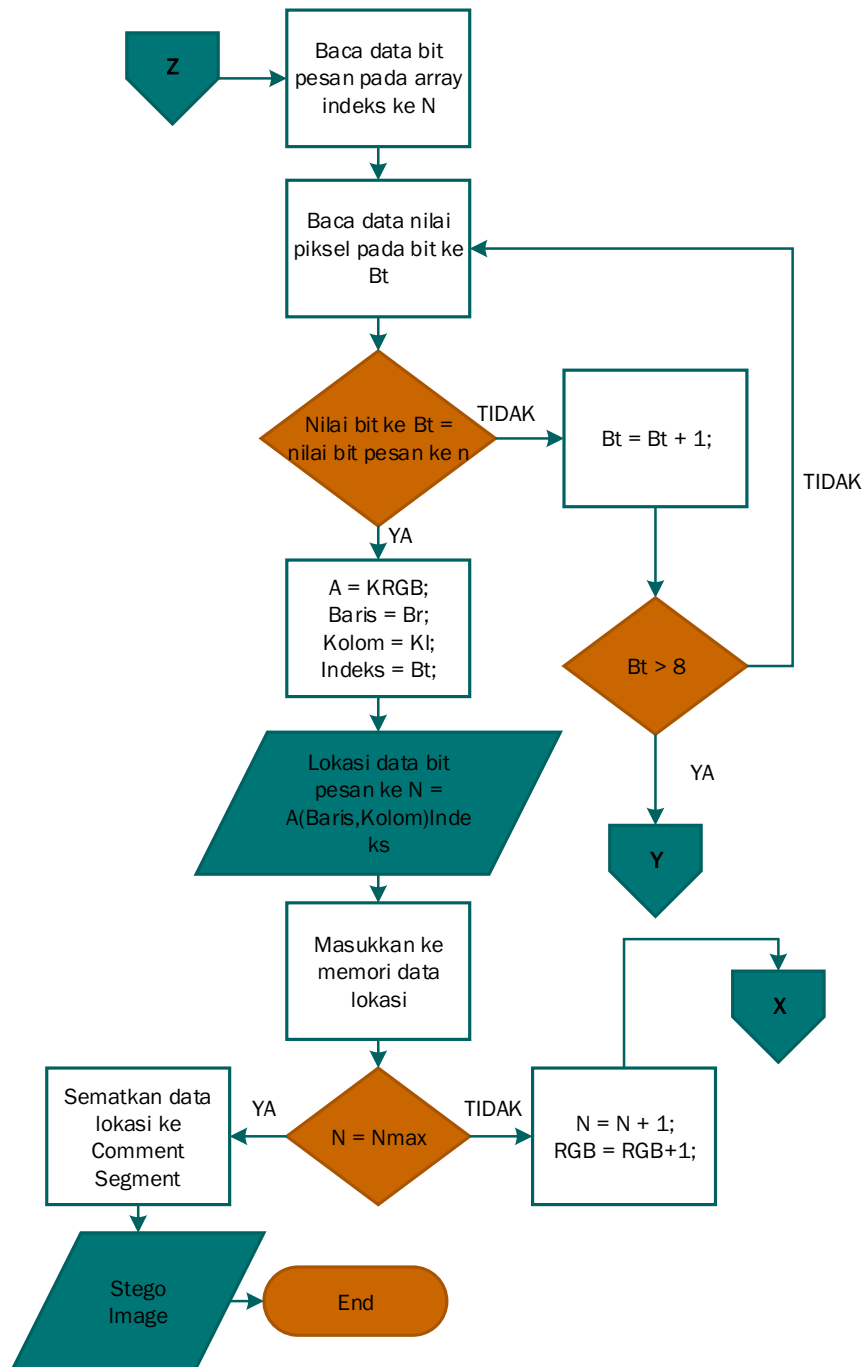 Z
Baca data bit
pesan pada array
indeks ke N
Baca data nilai
piksel pada bit ke
Bt
Nilai bit ke Bt =
nilai bit pesan ke n
TIDAK
Bt = Bt + 1;
TIDAK
YA
A = KRGB;
Baris = Br;
Kolom = Kl;
Indeks = Bt;
Bt > 8
YA
Y
Lokasi data bit
pesan ke N =
A(Baris,Kolom)Inde
ks
Masukkan ke
memori data
lokasi
X
N = Nmax
YA
TIDAK
Sematkan data
lokasi ke
Comment
Segment
N = N + 1;
RGB = RGB+1;
Stego
Image
End